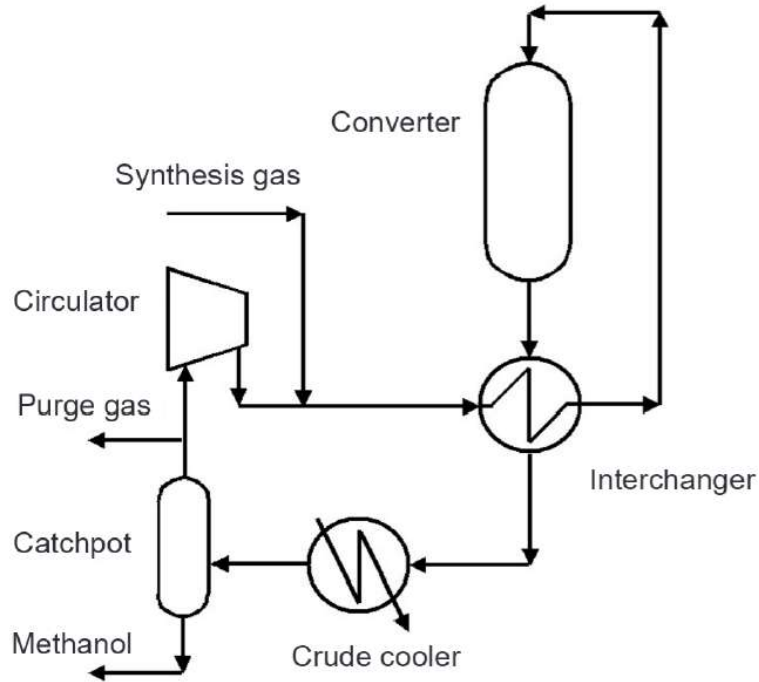 Converter
Synthesis gas
Circulator
Purge gas
Interchanger
Catchpot
Methanol
Crude cooler